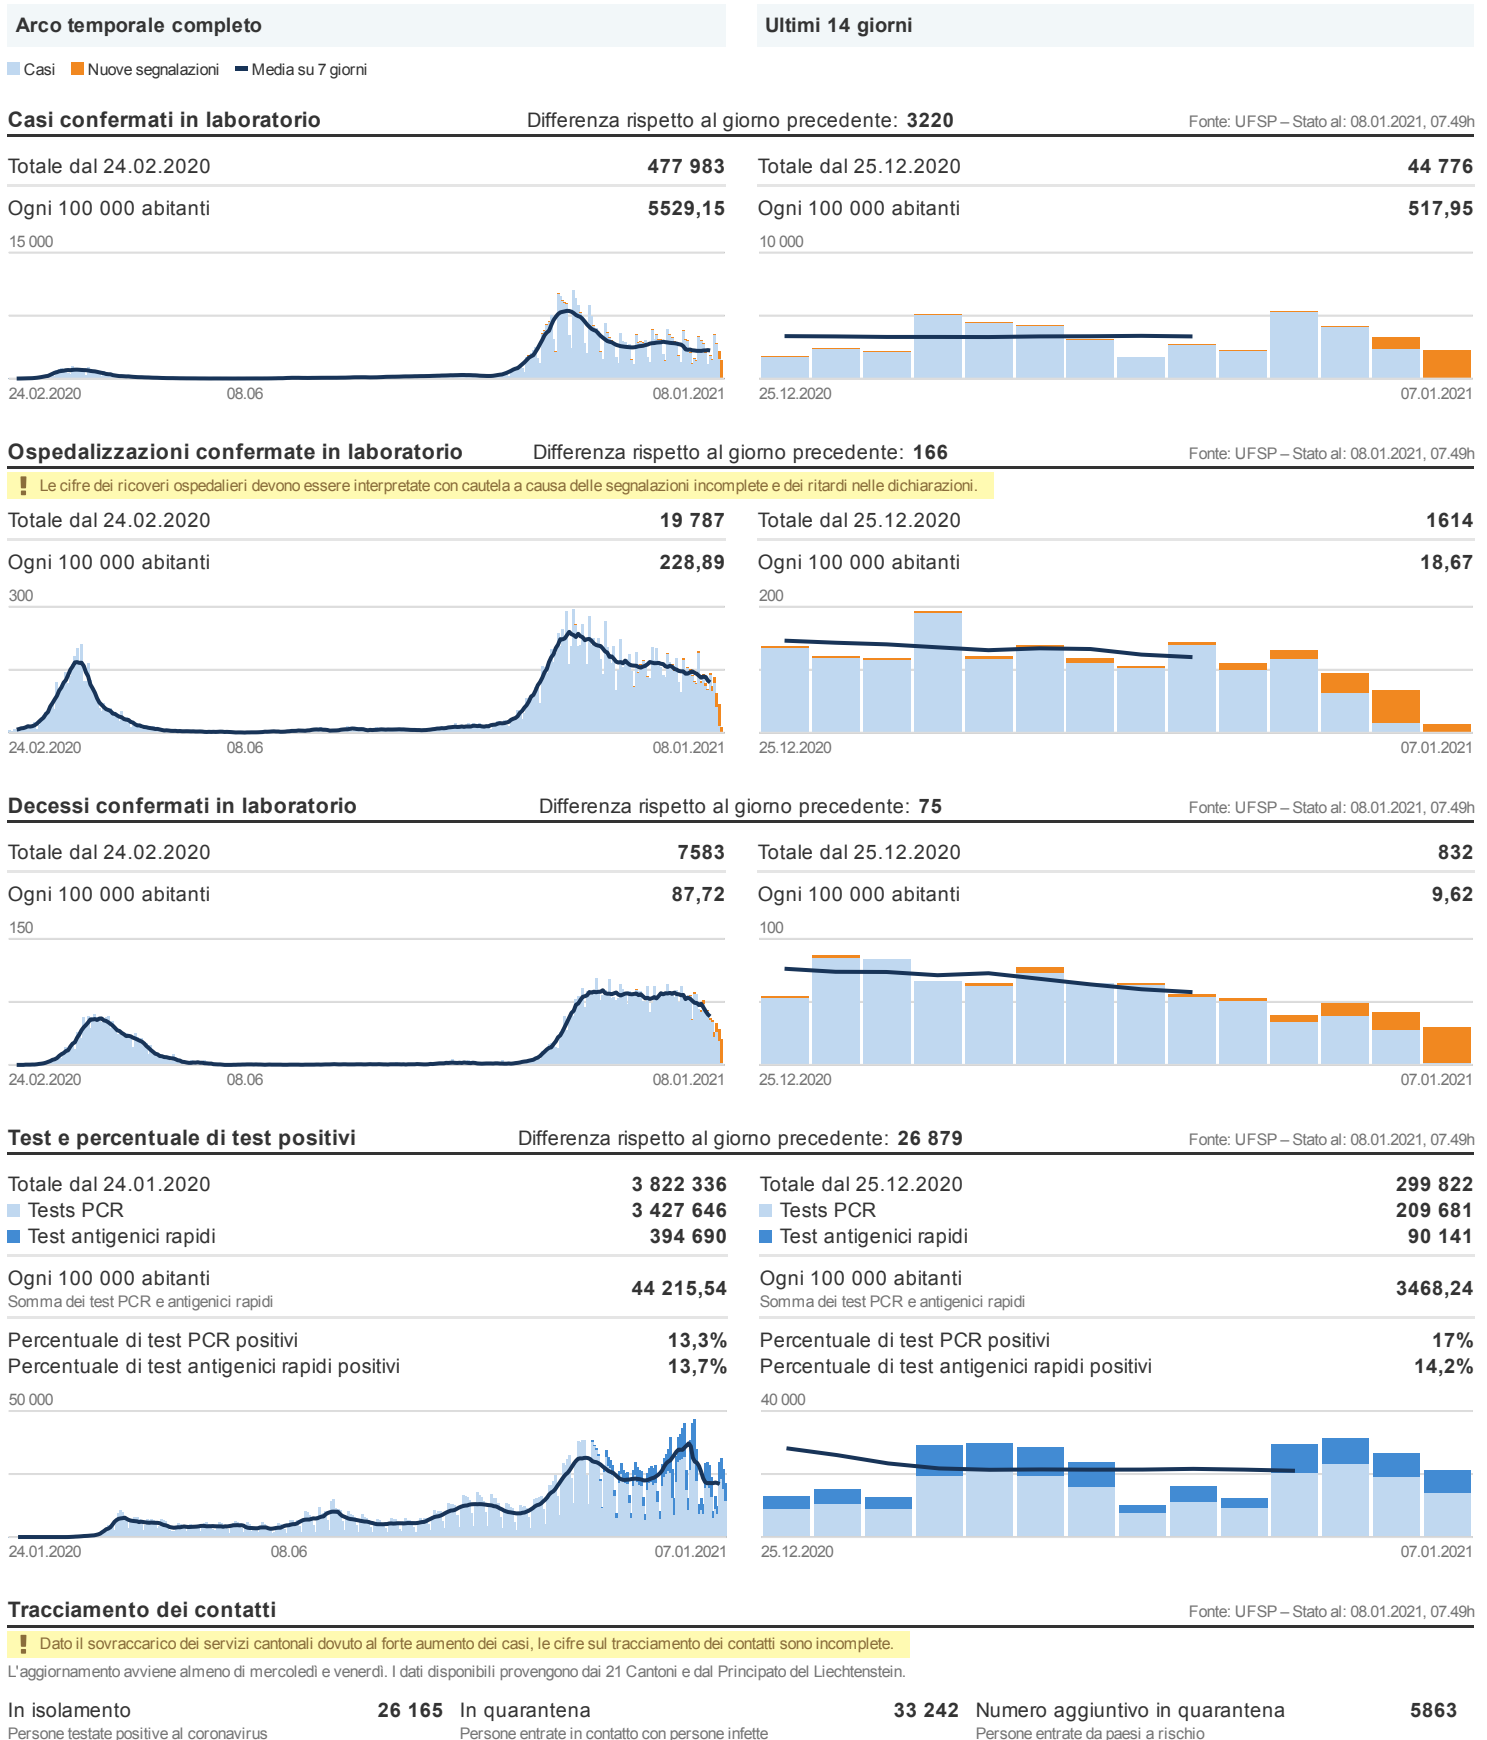 Arco temporale completo
Ultimi 14 giorni
Casi Nuove segnalazioni Media su 7 giorni
Casi confermati in laboratorio Differenza rispetto al giorno precedente: 3220 Fonte: UFSP – Stato al: 08.01.2021, 07.49h
Totale dal 24.02.2020 477 983
Ogni 100 000 abitanti 5529,15
15 000
24.02.2020 08.06 08.01.2021
Totale dal 25.12.2020 44 776
Ogni 100 000 abitanti 517,95
10 000
25.12.2020 07.01.2021
Ospedalizzazioni confermate in laboratorio Differenza rispetto al giorno precedente: 166 Fonte: UFSP – Stato al: 08.01.2021, 07.49h
! Le cifre dei ricoveri ospedalieri devono essere interpretate con cautela a causa delle segnalazioni incomplete e dei ritardi nelle dichiarazioni.
Totale dal 24.02.2020 19 787
Ogni 100 000 abitanti 228,89
300
24.02.2020 08.06 08.01.2021
Totale dal 25.12.2020 1614
Ogni 100 000 abitanti 18,67
200
25.12.2020 07.01.2021
Decessi confermati in laboratorio Differenza rispetto al giorno precedente: 75 Fonte: UFSP – Stato al: 08.01.2021, 07.49h
Totale dal 24.02.2020 7583
Ogni 100 000 abitanti 87,72
150
24.02.2020 08.06 08.01.2021
Totale dal 25.12.2020 832
Ogni 100 000 abitanti 9,62
100
25.12.2020 07.01.2021
Test e percentuale di test positivi Differenza rispetto al giorno precedente: 26 879 Fonte: UFSP – Stato al: 08.01.2021, 07.49h
Totale dal 24.01.2020 3 822 336
Tests PCR 3 427 646
Test antigenici rapidi 394 690
Ogni 100 000 abitanti 44 215,54
Somma dei test PCR e antigenici rapidi
Percentuale di test PCR positivi 13,3%
Percentuale di test antigenici rapidi positivi 13,7%
50 000
24.01.2020 08.06 07.01.2021
Totale dal 25.12.2020 299 822
Tests PCR 209 681
Test antigenici rapidi 90 141
Ogni 100 000 abitanti 3468,24
Somma dei test PCR e antigenici rapidi
Percentuale di test PCR positivi 17%
Percentuale di test antigenici rapidi positivi 14,2%
40 000
25.12.2020 07.01.2021
Tracciamento dei contatti Fonte: UFSP – Stato al: 08.01.2021, 07.49h
! Dato il sovraccarico dei servizi cantonali dovuto al forte aumento dei casi, le cifre sul tracciamento dei contatti sono incomplete.
L'aggiornamento avviene almeno di mercoledì e venerdì. I dati disponibili provengono dai 21 Cantoni e dal Principato del Liechtenstein.
In isolamento 26 165
Persone testate positive al coronavirus
In quarantena 33 242
Persone entrate in contatto con persone infette
Numero aggiuntivo in quarantena 5863
Persone entrate da paesi a rischio